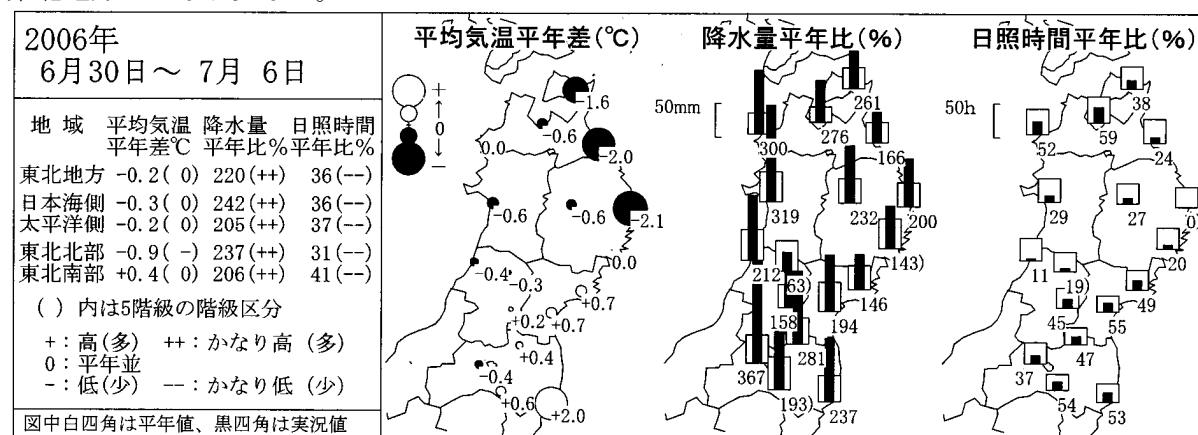 2006年
6月30日～ 7月 6日
地 域 平均気温 降水量 日照時間
平年差℃ 平年比% 平年比%
東北地方 -0.2( 0) 220(++) 36(--)
日本海側 -0.3( 0) 242(++) 36(--)
太平洋側 -0.2( 0) 205(++) 37(--)
東北北部 -0.9( -) 237(++) 31(--)
東北南部 +0.4( 0) 206(++) 41(--)
( ) 内は5階級の階級区分
+：高(多) ++：かなり高 (多)
0：平年並
-：低(少) --：かなり低 (少)
図中白四角は平年値、黒四角は実況値
平均気温平年差(℃)
+
↑
0
↓
-
-1.6
-0.6
0.0
-2.0
-0.6
-0.6
-2.1
0.0
-0.4
-0.3
+0.7
+0.2
+0.7
+0.4
-0.4
+0.6
+2.0
降水量平年比(%)
50mm
261
276
300
166
319
232
200
143)
212
63)
146
158
194
281
367
193)
237
日照時間平年比(%)
50h
38
59
52
24
29
27
0
20
11
19)
49
45
55
47
37
54
53